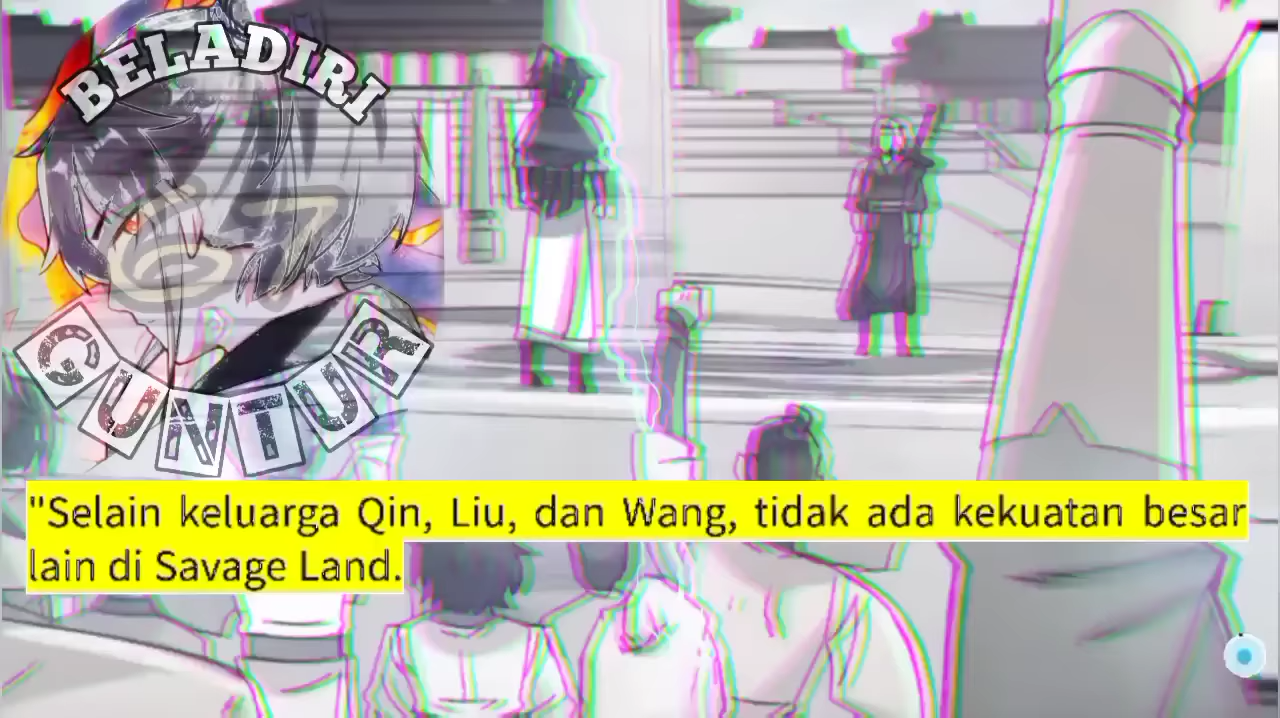 BELADIRI
GUNTUR
"Selain keluarga Qin, Liu, dan Wang, tidak ada kekuatan besar
lain di Savage Land.